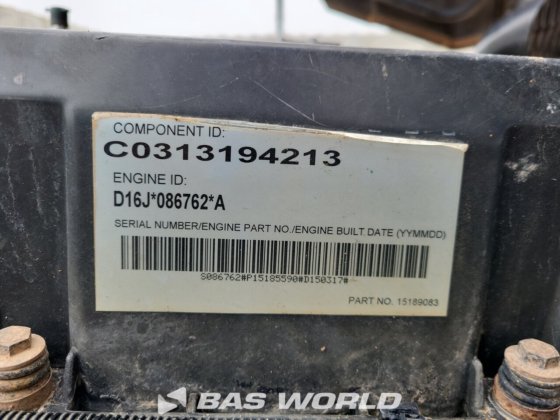 COMPONENT ID:
C0313194213
ENGINE ID:
D16J*086762*A
SERIAL NUMBER/ENGINE PART NO./ENGINE BUILT DATE (YYMMDD)
S086762#P15185590#D150317#
PART NO. 15189083
BAS WORLD